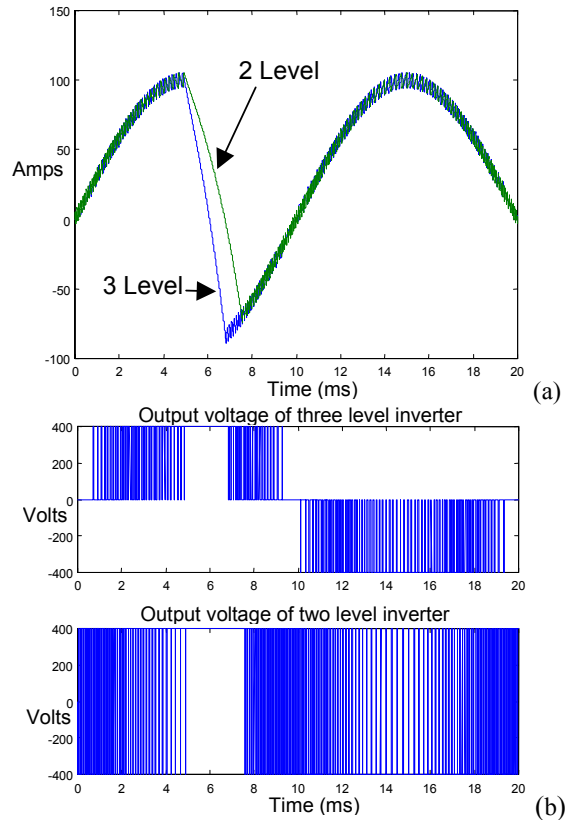 150
100
50
0
-50
-100
Amps
2 Level
3 Level
0 2 4 6 8 10 12 14 16 18 20
Time (ms)
(a)
Output voltage of three level inverter
400
200
0
-200
-400
Volts
0 2 4 6 8 10 12 14 16 18 20
Output voltage of two level inverter
400
200
0
-200
-400
Volts
0 2 4 6 8 10 12 14 16 18 20
Time (ms)
(b)